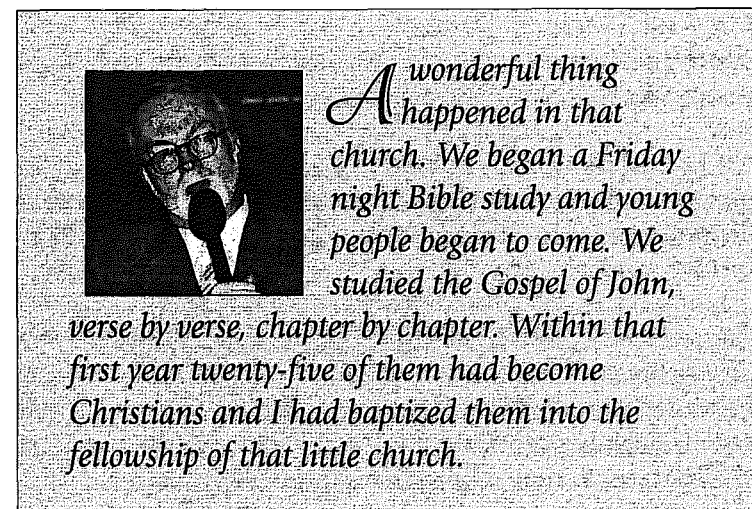 A wonderful thing
happened in that
church. We began a Friday
night Bible study and young
people began to come. We
studied the Gospel of John,
verse by verse, chapter by chapter. Within that
first year twenty-five of them had become
Christians and I had baptized them into the
fellowship of that little church.